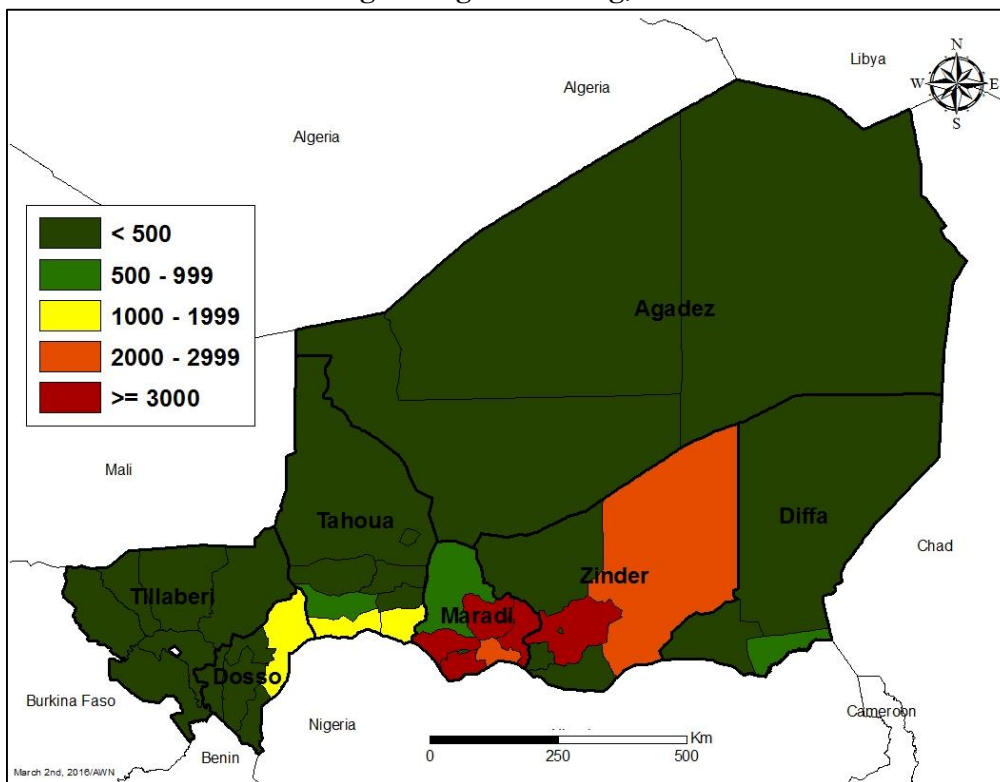 N
Libya
Algeria
W E
S
Algeria
< 500
500 - 999
1000 - 1999
2000 - 2999
>= 3000
Agadez
Mali
Tahoua
Diffa
Chad
Zinder
Tillaberi
Maradi
Dosso
Burkina Faso
Nigeria
Cameroon
Benin
Km
0 250 500
March 2nd, 2016/AWN